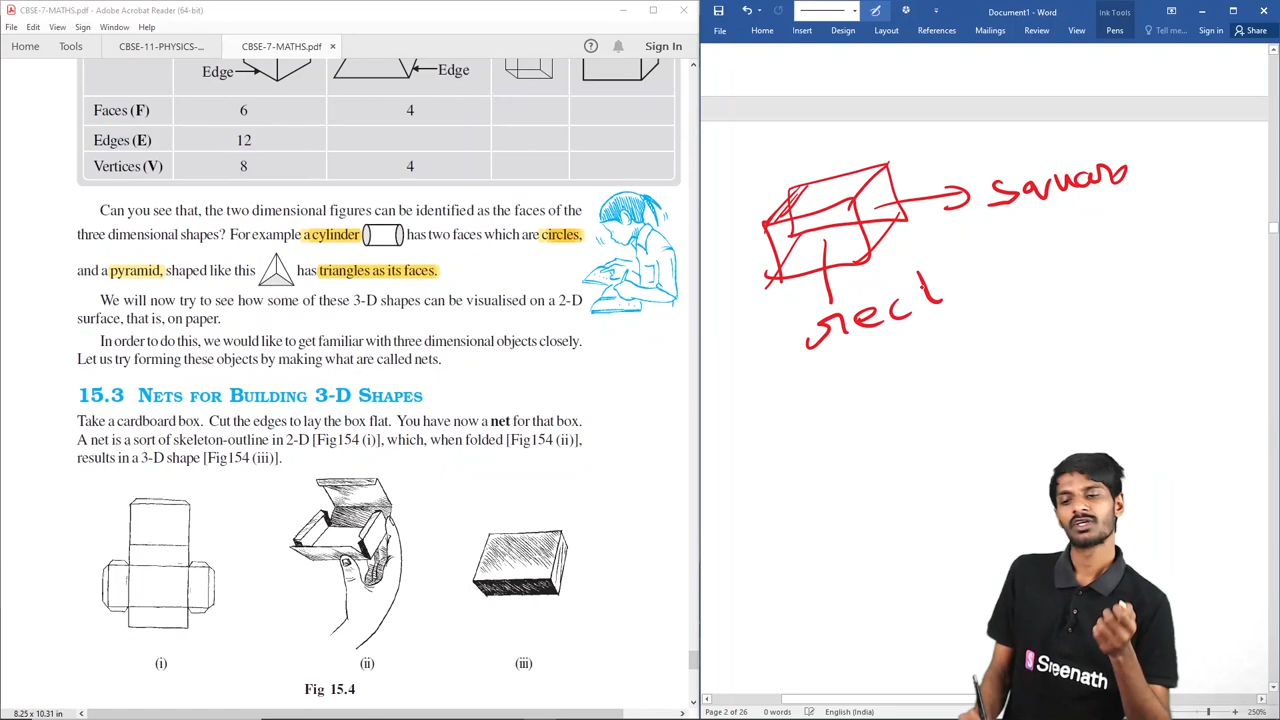 CBSE-7-MATHS.pdf - Adobe Acrobat Reader (64-bit)
File Edit View Sign Window Help
Home Tools CBSE-11-PHYSICS-... CBSE-7-MATHS.pdf × Sign In
Edge Edge
Faces (F) 6 4
Edges (E) 12
Vertices (V) 8 4
Can you see that, the two dimensional figures can be identified as the faces of the
three dimensional shapes? For example a cylinder has two faces which are circles,
and a pyramid, shaped like this has triangles as its faces.
We will now try to see how some of these 3-D shapes can be visualised on a 2-D
surface, that is, on paper.
In order to do this, we would like to get familiar with three dimensional objects closely.
Let us try forming these objects by making what are called nets.
15.3 NETS FOR BUILDING 3-D SHAPES
Take a cardboard box. Cut the edges to lay the box flat. You have now a net for that box.
A net is a sort of skeleton-outline in 2-D [Fig154 (i)], which, when folded [Fig154 (ii)],
results in a 3-D shape [Fig154 (iii)].
(i) (ii) (iii)
Fig 15.4
8.25 x 10.31 in
Document1 - Word Ink Tools
File Home Insert Design Layout References Mailings Review View Pens Tell me... Sign in Share
rect
Sreenath
Page 2 of 26 0 words English (India) 250%